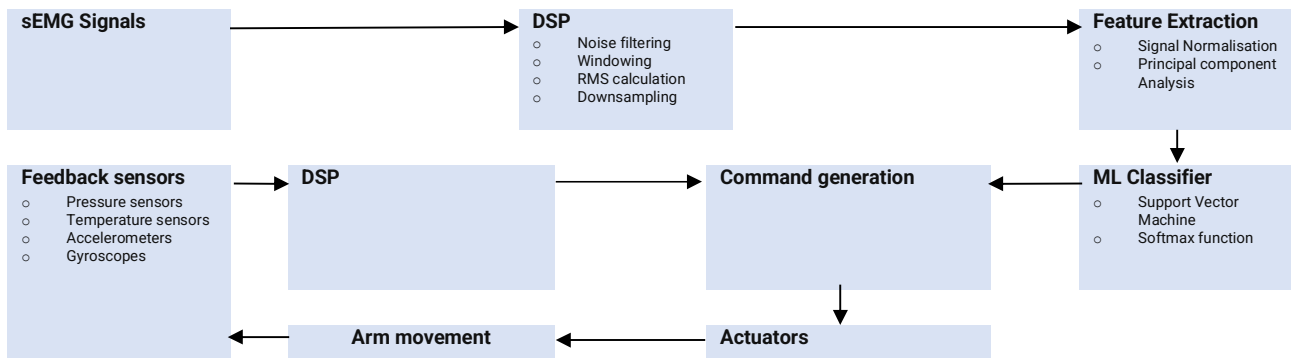 sEMG Signals
DSP
○ Noise filtering
○ Windowing
○ RMS calculation
○ Downsampling
Feature Extraction
○ Signal Normalisation
○ Principal component
Analysis
Feedback sensors
○ Pressure sensors
○ Temperature sensors
○ Accelerometers
○ Gyroscopes
DSP
Command generation
ML Classifier
○ Support Vector
Machine
○ Softmax function
Arm movement
Actuators